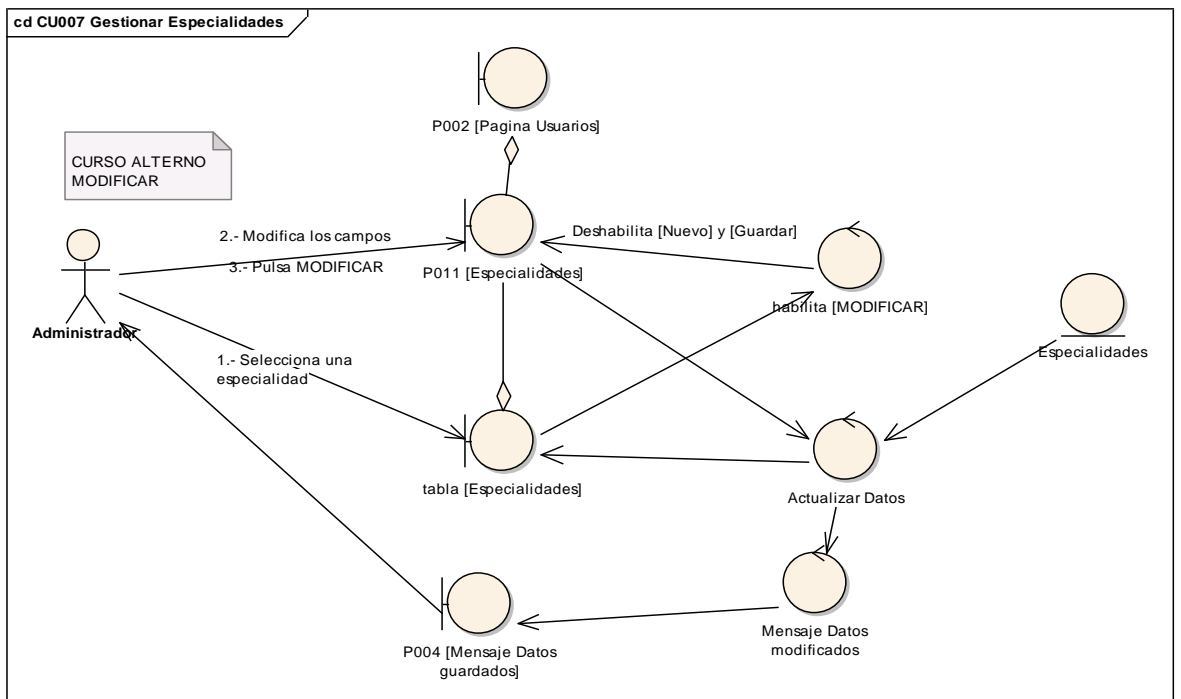 cd CU007 Gestionar Especialidades
P002 [Pagina Usuarios]
CURSO ALTERNO
MODIFICAR
2.- Modifica los campos
Deshabilita [Nuevo] y [Guardar]
3.- Pulsa MODIFICAR
P011 [Especialidades]
habilita [MODIFICAR]
Administrador
Especialidades
1.- Selecciona una
especialidad
tabla [Especialidades]
Actualizar Datos
Mensaje Datos
modificados
P004 [Mensaje Datos
guardados]